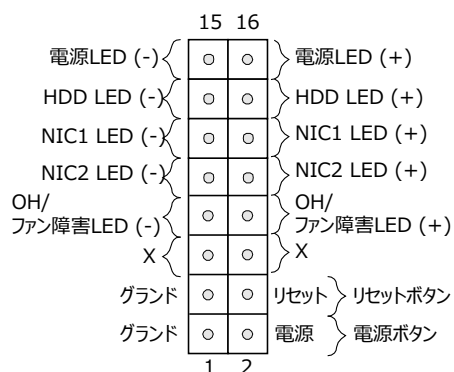 15 16
電源LED (-) 電源LED (+)
HDD LED (-) HDD LED (+)
NIC1 LED (-) NIC1 LED (+)
NIC2 LED (-) NIC2 LED (+)
OH/ OH/
ファン障害LED (-) ファン障害LED (+)
X X
グランド リセット リセットボタン
グランド 電源 電源ボタン
1 2